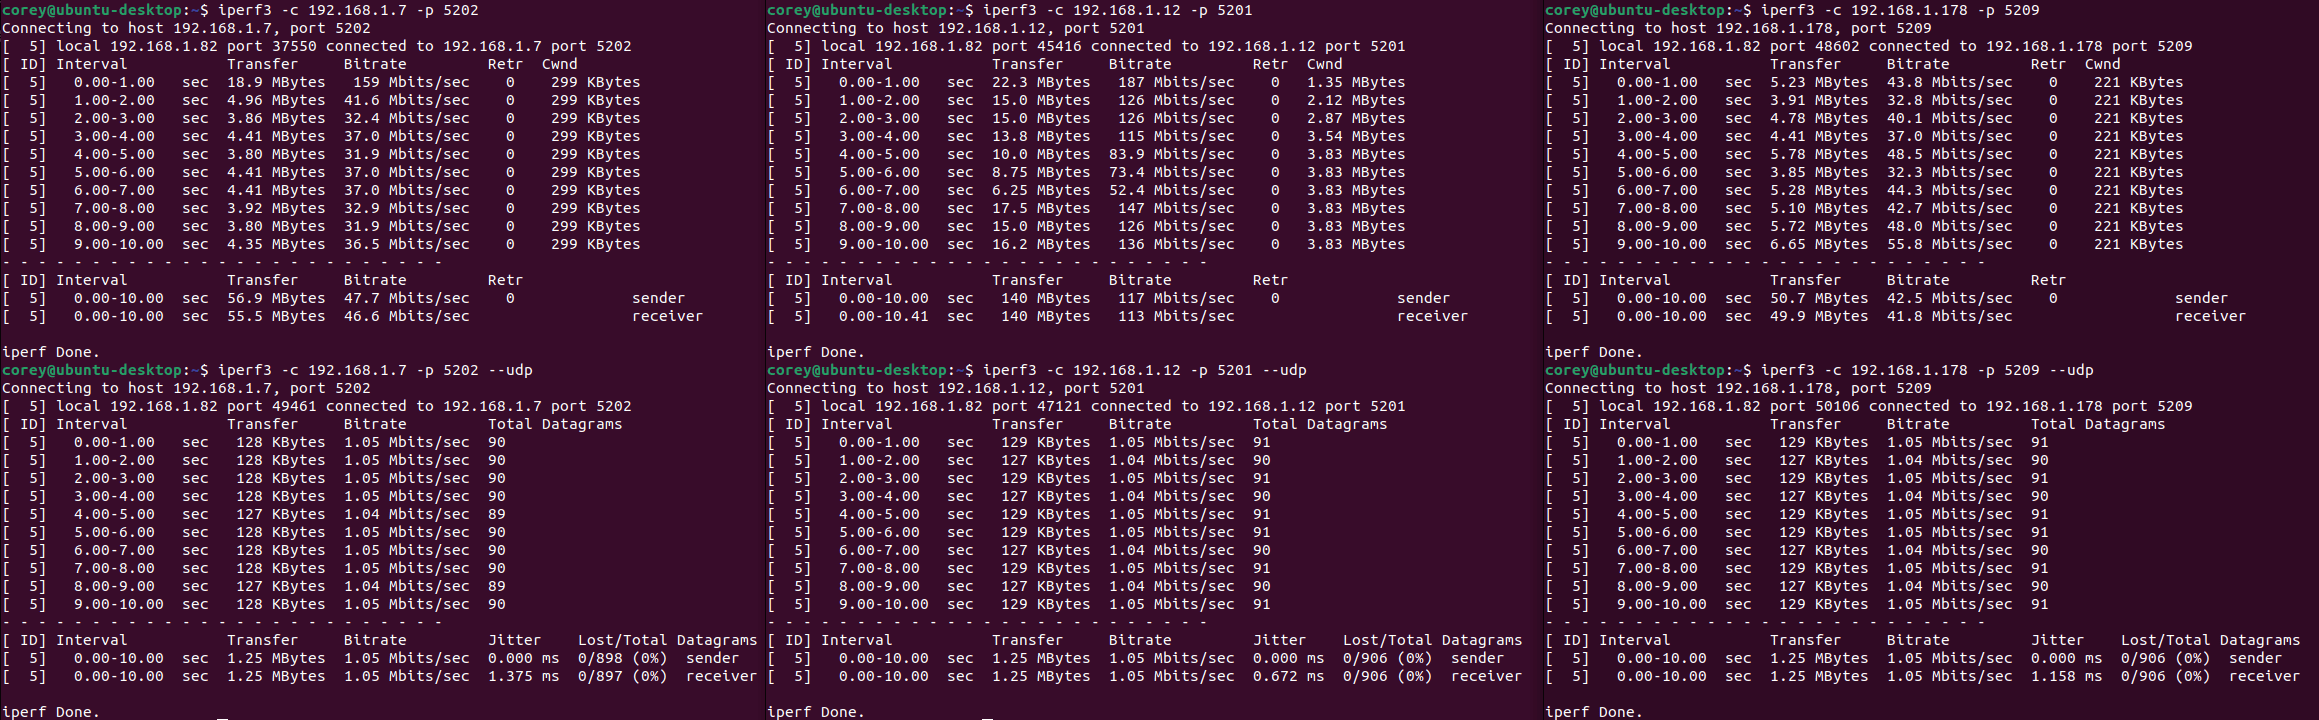 corey@ubuntu-desktop:~$ iperf3 -c 192.168.1.7 -p 5202
Connecting to host 192.168.1.7, port 5202
[  5] local 192.168.1.82 port 37550 connected to 192.168.1.7 port 5202
[ ID] Interval           Transfer     Bitrate         Retr  Cwnd
[  5]   0.00-1.00   sec  18.9 MBytes   159 Mbits/sec    0    299 KBytes
[  5]   1.00-2.00   sec  4.96 MBytes  41.6 Mbits/sec    0    299 KBytes
[  5]   2.00-3.00   sec  3.86 MBytes  32.4 Mbits/sec    0    299 KBytes
[  5]   3.00-4.00   sec  4.41 MBytes  37.0 Mbits/sec    0    299 KBytes
[  5]   4.00-5.00   sec  3.80 MBytes  31.9 Mbits/sec    0    299 KBytes
[  5]   5.00-6.00   sec  4.41 MBytes  37.0 Mbits/sec    0    299 KBytes
[  5]   6.00-7.00   sec  4.41 MBytes  37.0 Mbits/sec    0    299 KBytes
[  5]   7.00-8.00   sec  3.92 MBytes  32.9 Mbits/sec    0    299 KBytes
[  5]   8.00-9.00   sec  3.80 MBytes  31.9 Mbits/sec    0    299 KBytes
[  5]   9.00-10.00  sec  4.35 MBytes  36.5 Mbits/sec    0    299 KBytes
- - - - - - - - - - - - - - - - - - - - - - - - -
[ ID] Interval           Transfer     Bitrate         Retr
[  5]   0.00-10.00  sec  56.9 MBytes  47.7 Mbits/sec    0             sender
[  5]   0.00-10.00  sec  55.5 MBytes  46.6 Mbits/sec                  receiver

iperf Done.
corey@ubuntu-desktop:~$ iperf3 -c 192.168.1.7 -p 5202 --udp
Connecting to host 192.168.1.7, port 5202
[  5] local 192.168.1.82 port 49461 connected to 192.168.1.7 port 5202
[ ID] Interval           Transfer     Bitrate         Total Datagrams
[  5]   0.00-1.00   sec   128 KBytes  1.05 Mbits/sec  90
[  5]   1.00-2.00   sec   128 KBytes  1.05 Mbits/sec  90
[  5]   2.00-3.00   sec   128 KBytes  1.05 Mbits/sec  90
[  5]   3.00-4.00   sec   128 KBytes  1.05 Mbits/sec  90
[  5]   4.00-5.00   sec   127 KBytes  1.04 Mbits/sec  89
[  5]   5.00-6.00   sec   128 KBytes  1.05 Mbits/sec  90
[  5]   6.00-7.00   sec   128 KBytes  1.05 Mbits/sec  90
[  5]   7.00-8.00   sec   128 KBytes  1.05 Mbits/sec  90
[  5]   8.00-9.00   sec   127 KBytes  1.04 Mbits/sec  89
[  5]   9.00-10.00  sec   128 KBytes  1.05 Mbits/sec  90
- - - - - - - - - - - - - - - - - - - - - - - - -
[ ID] Interval           Transfer     Bitrate         Jitter    Lost/Total Datagrams
[  5]   0.00-10.00  sec  1.25 MBytes  1.05 Mbits/sec  0.000 ms  0/898 (0%)  sender
[  5]   0.00-10.00  sec  1.25 MBytes  1.05 Mbits/sec  1.375 ms  0/897 (0%)  receiver

iperf Done.
corey@ubuntu-desktop:~$ iperf3 -c 192.168.1.12 -p 5201
Connecting to host 192.168.1.12, port 5201
[  5] local 192.168.1.82 port 45416 connected to 192.168.1.12 port 5201
[ ID] Interval           Transfer     Bitrate         Retr  Cwnd
[  5]   0.00-1.00   sec  22.3 MBytes   187 Mbits/sec    0   1.35 MBytes
[  5]   1.00-2.00   sec  15.0 MBytes   126 Mbits/sec    0   2.12 MBytes
[  5]   2.00-3.00   sec  15.0 MBytes   126 Mbits/sec    0   2.87 MBytes
[  5]   3.00-4.00   sec  13.8 MBytes   115 Mbits/sec    0   3.54 MBytes
[  5]   4.00-5.00   sec  10.0 MBytes  83.9 Mbits/sec    0   3.83 MBytes
[  5]   5.00-6.00   sec  8.75 MBytes  73.4 Mbits/sec    0   3.83 MBytes
[  5]   6.00-7.00   sec  6.25 MBytes  52.4 Mbits/sec    0   3.83 MBytes
[  5]   7.00-8.00   sec  17.5 MBytes   147 Mbits/sec    0   3.83 MBytes
[  5]   8.00-9.00   sec  15.0 MBytes   126 Mbits/sec    0   3.83 MBytes
[  5]   9.00-10.00  sec  16.2 MBytes   136 Mbits/sec    0   3.83 MBytes
- - - - - - - - - - - - - - - - - - - - - - - - -
[ ID] Interval           Transfer     Bitrate         Retr
[  5]   0.00-10.00  sec   140 MBytes   117 Mbits/sec    0             sender
[  5]   0.00-10.41  sec   140 MBytes   113 Mbits/sec                  receiver

iperf Done.
corey@ubuntu-desktop:~$ iperf3 -c 192.168.1.12 -p 5201 --udp
Connecting to host 192.168.1.12, port 5201
[  5] local 192.168.1.82 port 47121 connected to 192.168.1.12 port 5201
[ ID] Interval           Transfer     Bitrate         Total Datagrams
[  5]   0.00-1.00   sec   129 KBytes  1.05 Mbits/sec  91
[  5]   1.00-2.00   sec   127 KBytes  1.04 Mbits/sec  90
[  5]   2.00-3.00   sec   129 KBytes  1.05 Mbits/sec  91
[  5]   3.00-4.00   sec   127 KBytes  1.04 Mbits/sec  90
[  5]   4.00-5.00   sec   129 KBytes  1.05 Mbits/sec  91
[  5]   5.00-6.00   sec   129 KBytes  1.05 Mbits/sec  91
[  5]   6.00-7.00   sec   127 KBytes  1.04 Mbits/sec  90
[  5]   7.00-8.00   sec   129 KBytes  1.05 Mbits/sec  91
[  5]   8.00-9.00   sec   127 KBytes  1.04 Mbits/sec  90
[  5]   9.00-10.00  sec   129 KBytes  1.05 Mbits/sec  91
- - - - - - - - - - - - - - - - - - - - - - - - -
[ ID] Interval           Transfer     Bitrate         Jitter    Lost/Total Datagrams
[  5]   0.00-10.00  sec  1.25 MBytes  1.05 Mbits/sec  0.000 ms  0/906 (0%)  sender
[  5]   0.00-10.00  sec  1.25 MBytes  1.05 Mbits/sec  0.672 ms  0/906 (0%)  receiver

iperf Done.
corey@ubuntu-desktop:~$ iperf3 -c 192.168.1.178 -p 5209
Connecting to host 192.168.1.178, port 5209
[  5] local 192.168.1.82 port 48602 connected to 192.168.1.178 port 5209
[ ID] Interval           Transfer     Bitrate         Retr  Cwnd
[  5]   0.00-1.00   sec  5.23 MBytes  43.8 Mbits/sec    0    221 KBytes
[  5]   1.00-2.00   sec  3.91 MBytes  32.8 Mbits/sec    0    221 KBytes
[  5]   2.00-3.00   sec  4.78 MBytes  40.1 Mbits/sec    0    221 KBytes
[  5]   3.00-4.00   sec  4.41 MBytes  37.0 Mbits/sec    0    221 KBytes
[  5]   4.00-5.00   sec  5.78 MBytes  48.5 Mbits/sec    0    221 KBytes
[  5]   5.00-6.00   sec  3.85 MBytes  32.3 Mbits/sec    0    221 KBytes
[  5]   6.00-7.00   sec  5.28 MBytes  44.3 Mbits/sec    0    221 KBytes
[  5]   7.00-8.00   sec  5.10 MBytes  42.7 Mbits/sec    0    221 KBytes
[  5]   8.00-9.00   sec  5.72 MBytes  48.0 Mbits/sec    0    221 KBytes
[  5]   9.00-10.00  sec  6.65 MBytes  55.8 Mbits/sec    0    221 KBytes
- - - - - - - - - - - - - - - - - - - - - - - - -
[ ID] Interval           Transfer     Bitrate         Retr
[  5]   0.00-10.00  sec  50.7 MBytes  42.5 Mbits/sec    0             sender
[  5]   0.00-10.00  sec  49.9 MBytes  41.8 Mbits/sec                  receiver

iperf Done.
corey@ubuntu-desktop:~$ iperf3 -c 192.168.1.178 -p 5209 --udp
Connecting to host 192.168.1.178, port 5209
[  5] local 192.168.1.82 port 50106 connected to 192.168.1.178 port 5209
[ ID] Interval           Transfer     Bitrate         Total Datagrams
[  5]   0.00-1.00   sec   129 KBytes  1.05 Mbits/sec  91
[  5]   1.00-2.00   sec   127 KBytes  1.04 Mbits/sec  90
[  5]   2.00-3.00   sec   129 KBytes  1.05 Mbits/sec  91
[  5]   3.00-4.00   sec   127 KBytes  1.04 Mbits/sec  90
[  5]   4.00-5.00   sec   129 KBytes  1.05 Mbits/sec  91
[  5]   5.00-6.00   sec   129 KBytes  1.05 Mbits/sec  91
[  5]   6.00-7.00   sec   127 KBytes  1.04 Mbits/sec  90
[  5]   7.00-8.00   sec   129 KBytes  1.05 Mbits/sec  91
[  5]   8.00-9.00   sec   127 KBytes  1.04 Mbits/sec  90
[  5]   9.00-10.00  sec   129 KBytes  1.05 Mbits/sec  91
- - - - - - - - - - - - - - - - - - - - - - - - -
[ ID] Interval           Transfer     Bitrate         Jitter    Lost/Total Datagrams
[  5]   0.00-10.00  sec  1.25 MBytes  1.05 Mbits/sec  0.000 ms  0/906 (0%)  sender
[  5]   0.00-10.00  sec  1.25 MBytes  1.05 Mbits/sec  1.158 ms  0/906 (0%)  receiver

iperf Done.